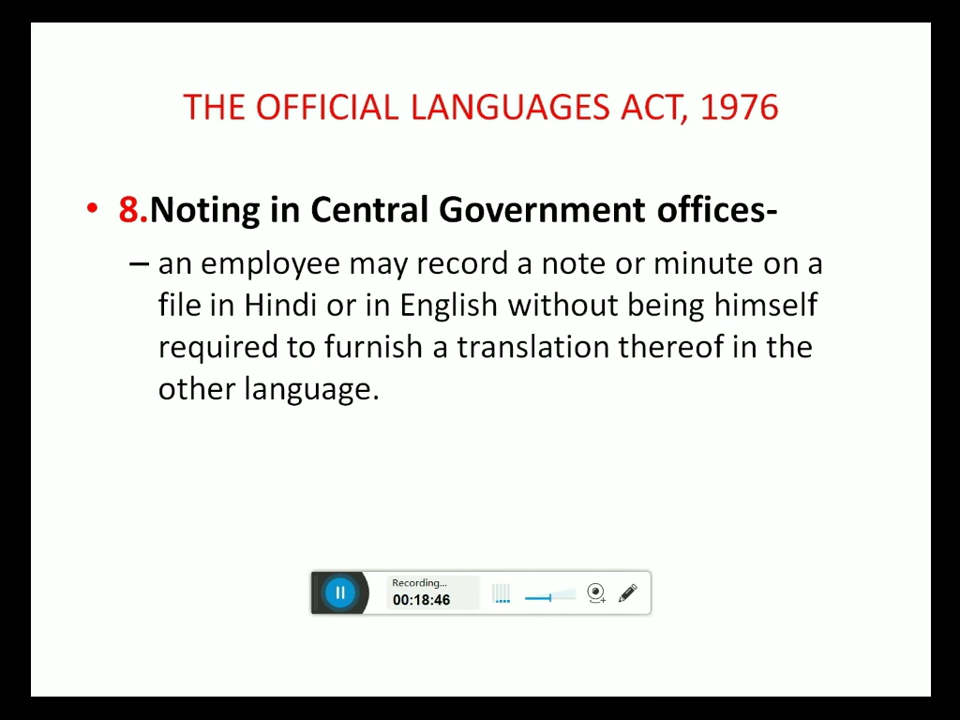 THE OFFICIAL LANGUAGES ACT, 1976
• 8.Noting in Central Government offices-
– an employee may record a note or minute on a
file in Hindi or in English without being himself
required to furnish a translation thereof in the
other language.
Recording...
00:18:46